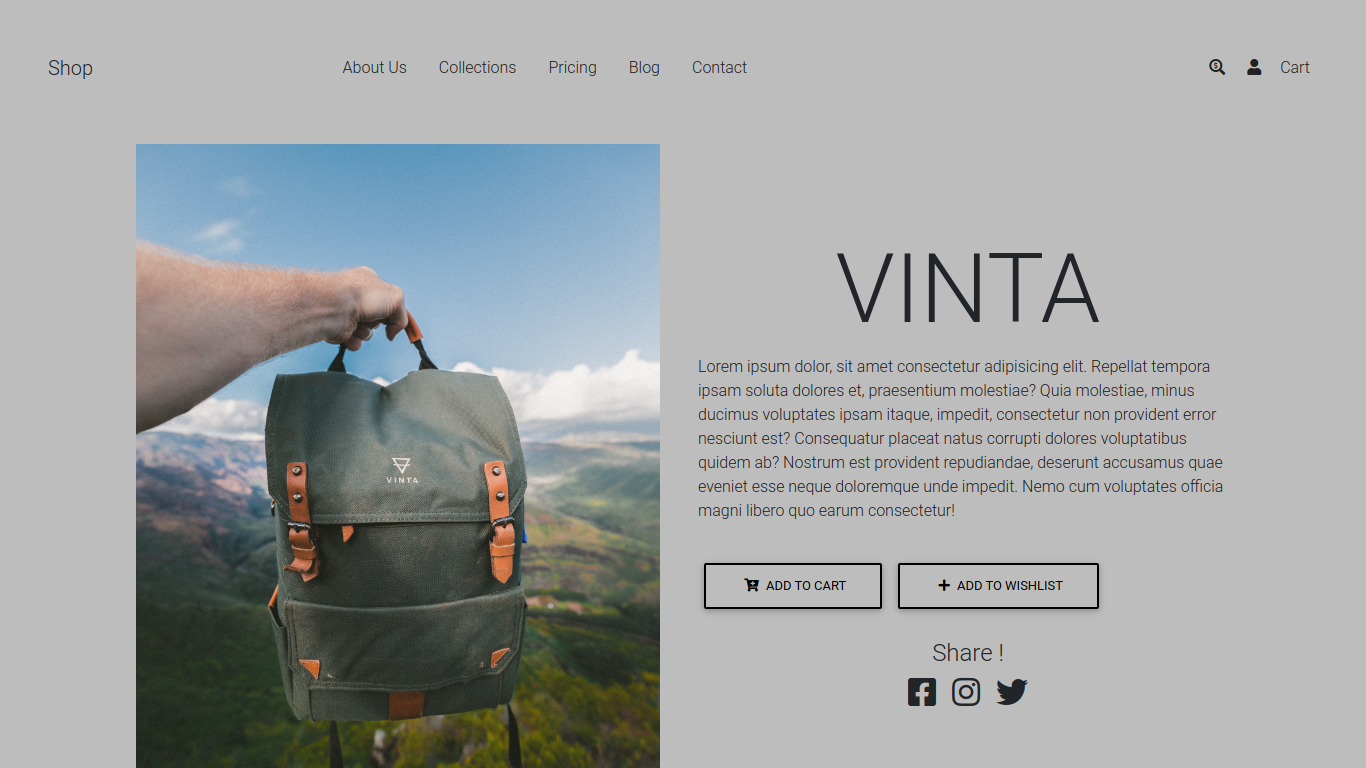 Shop
About Us Collections Pricing Blog Contact
Cart
VINTA
Lorem ipsum dolor, sit amet consectetur adipisicing elit. Repellat tempora
ipsam soluta dolores et, praesentium molestiae? Quia molestiae, minus
ducimus voluptates ipsam itaque, impedit, consectetur non provident error
nesciunt est? Consequatur placeat natus corrupti dolores voluptatibus
quidem ab? Nostrum est provident repudiandae, deserunt accusamus quae
eveniet esse neque doloremque unde impedit. Nemo cum voluptates officia
magni libero quo earum consectetur!
VINTA
ADD TO CART
ADD TO WISHLIST
Share !